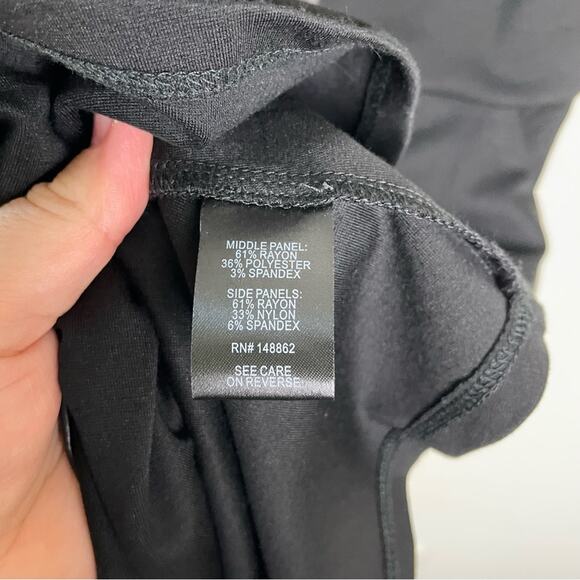 MIDDLE PANEL:
61% RAYON
36% POLYESTER
3% SPANDEX
SIDE PANELS:
61% RAYON
33% NYLON
6% SPANDEX
RN# 148862
SEE CARE
ON REVERSE